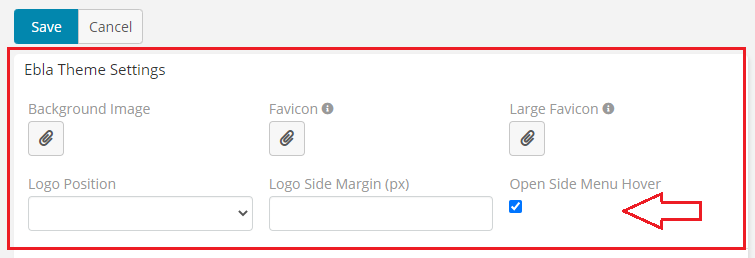 Save Cancel
Ebla Theme Settings
Background Image Favicon Large Favicon
Logo Position Logo Side Margin (px) Open Side Menu Hover